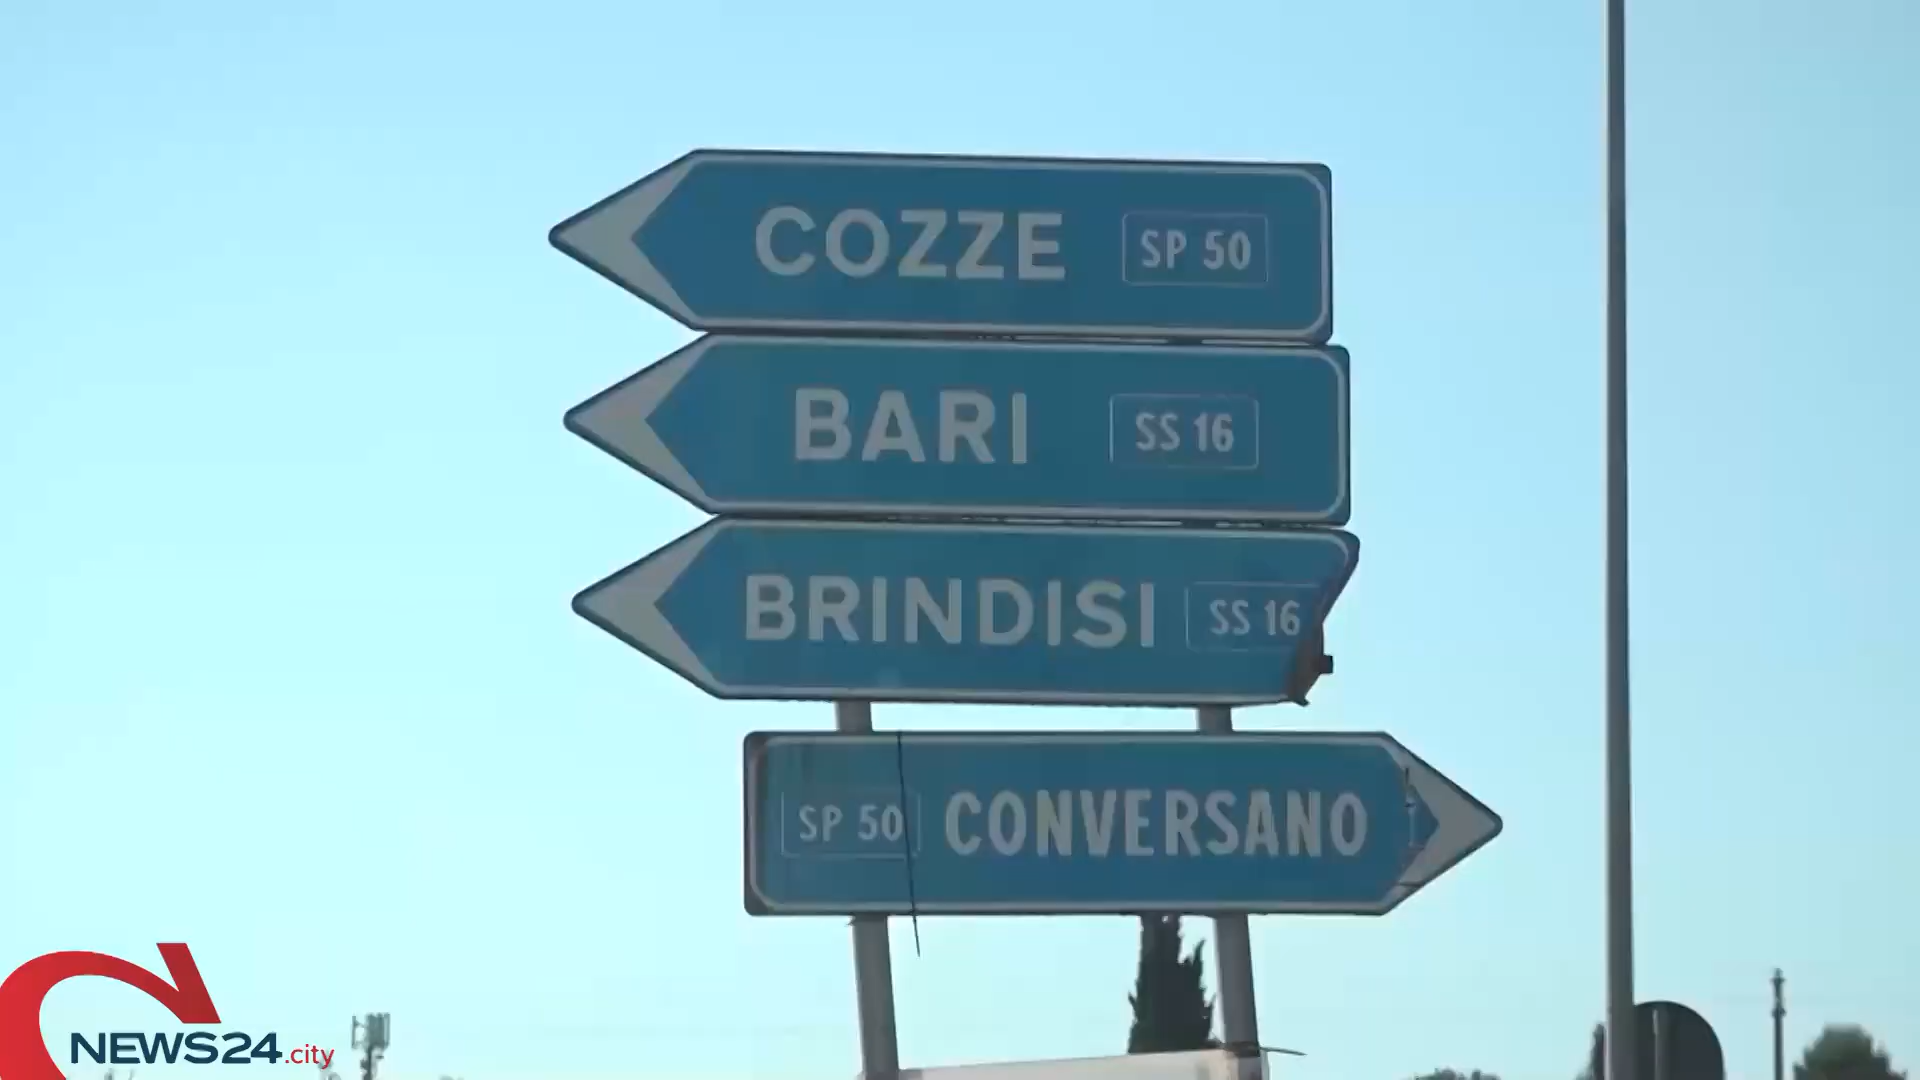 COZZE SP 50
BARI SS 16
BRINDISI SS 16
SP 50 CONVERSANO
NEWS24.city